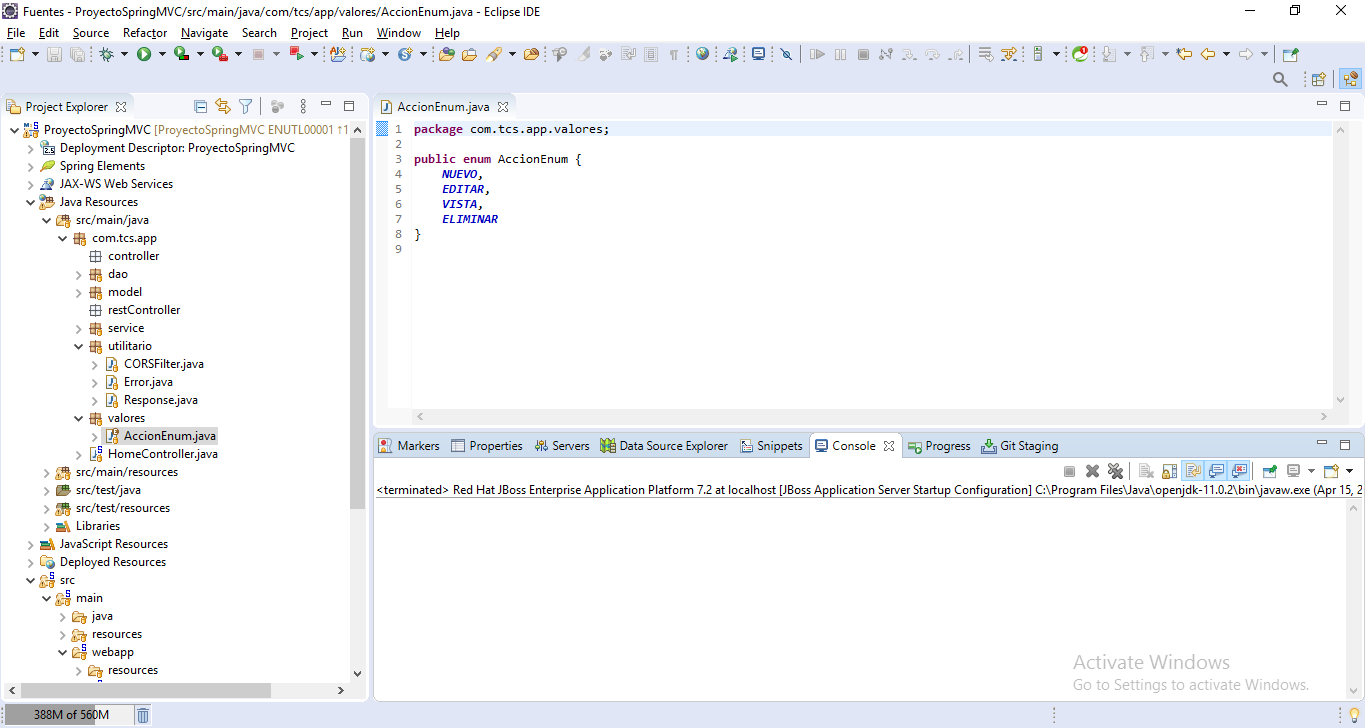 Fuentes - ProyectoSpringMVC/src/main/java/com/tcs/app/valores/AccionEnum.java - Eclipse IDE
File Edit Source Refactor Navigate Search Project Run Window Help
Project Explorer
ProyectoSpringMVC [ProyectoSpringMVC ENUTL00001 ↑1
Deployment Descriptor: ProyectoSpringMVC
Spring Elements
JAX-WS Web Services
Java Resources
src/main/java
com.tcs.app
controller
dao
model
restController
service
utilitario
CORSFilter.java
Error.java
Response.java
valores
AccionEnum.java
HomeController.java
src/main/resources
src/test/java
src/test/resources
Libraries
JavaScript Resources
Deployed Resources
src
main
java
resources
webapp
resources
388M of 560M
AccionEnum.java
1 package com.tcs.app.valores;
2
3 public enum AccionEnum {
4 NUEVO,
5 EDITAR,
6 VISTA,
7 ELIMINAR
8 }
9
Markers Properties Servers Data Source Explorer Snippets Console Progress Git Staging
<terminated> Red Hat JBoss Enterprise Application Platform 7.2 at localhost [JBoss Application Server Startup Configuration] C:\Program Files\Java\openjdk-11.0.2\bin\javaw.exe (Apr 15, 2
Activate Windows
Go to Settings to activate Windows.